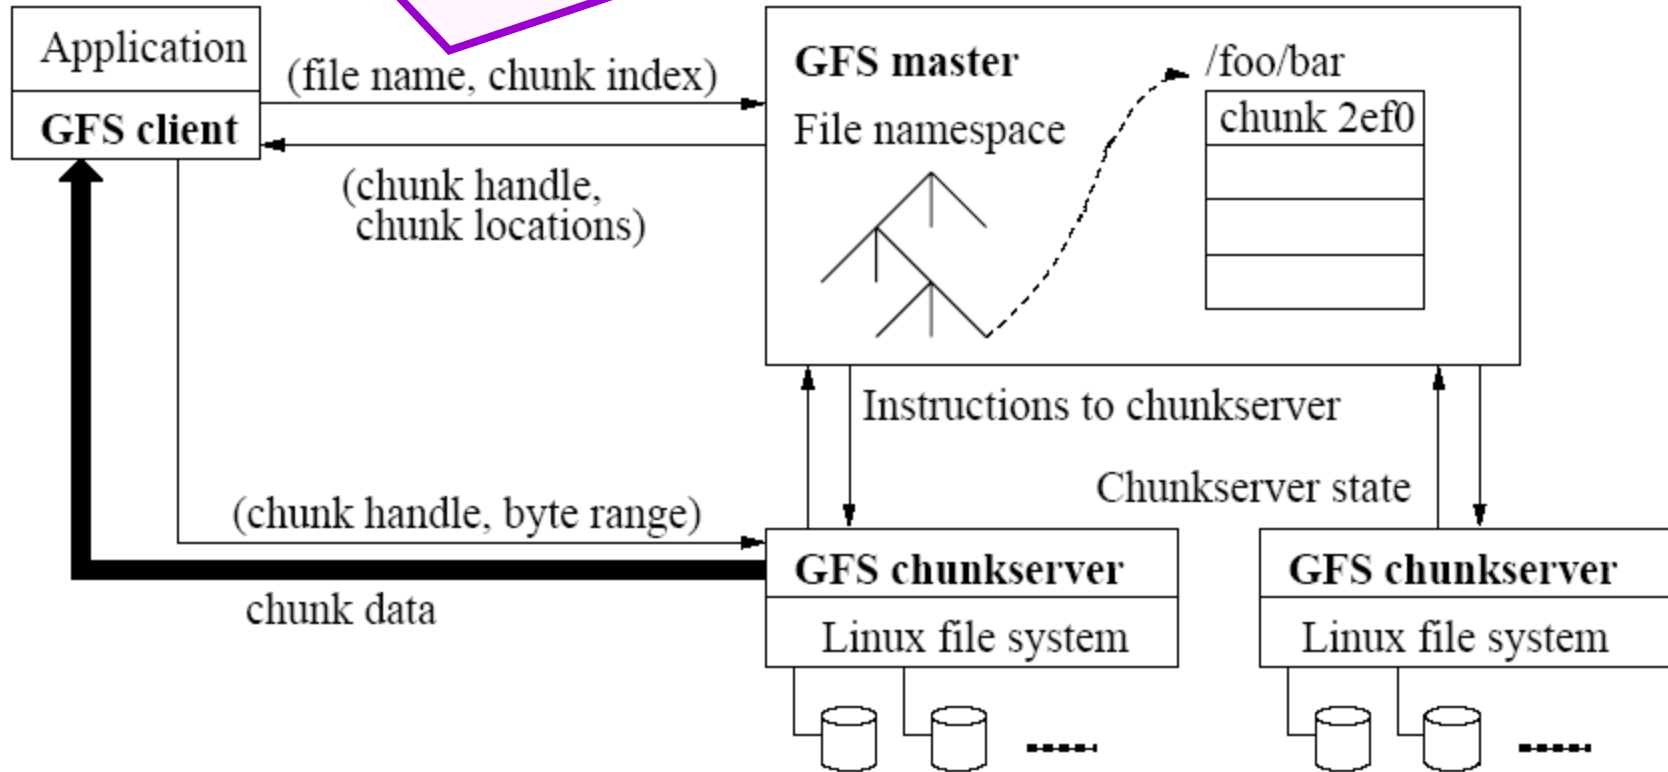 Application
GFS client
(file name, chunk index)
(chunk handle,
chunk locations)
GFS master
File namespace
/foo/bar
chunk 2ef0
Instructions to chunkserver
Chunkserver state
(chunk handle, byte range)
chunk data
GFS chunkserver
Linux file system
GFS chunkserver
Linux file system